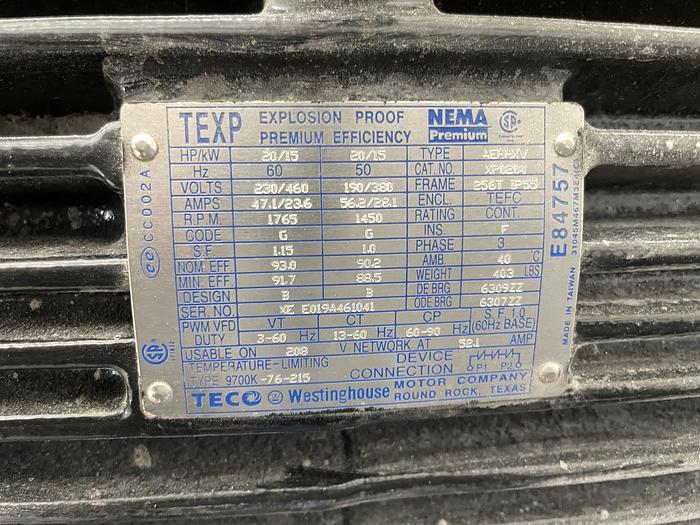 TEXP EXPLOSION PROOF PREMIUM EFFICIENCY NEMA Premium SA
HP/kW 20/15 20/15 TYPE AEHHXV
Hz 60 50 CAT.NO.
VOLTS 230/460 190/380 FRAME 256T IP55
AMPS 47.1/23.6 56.2/28.1 ENCL. TEFC
R.P.M. 1765 1450 RATING CONT.
CODE G G INS. F
S.F. 1.15 1.0 PHASE 3
NOM. EFF. 93.0 90.2 AMB. 40 °C
MIN. EFF. 91.7 88.5 WEIGHT 403 LBS
DESIGN B B DE BRG 6309ZZ
SER. NO. XE E019A461041 ODE BRG 6307ZZ
PWM VFD VT CT CP S.F. 1.0
DUTY 3-60 Hz 13-60 Hz 60-90 Hz (60Hz BASE)
USABLE ON 208 V NETWORK AT 52.1 AMP
TEMPERATURE-LIMITING DEVICE
TYPE 9700K -76-215 CONNECTION P1 P2
TECO Westinghouse MOTOR COMPANY
ROUND ROCK, TEXAS
CC002A
E84757
MADE IN TAIWAN